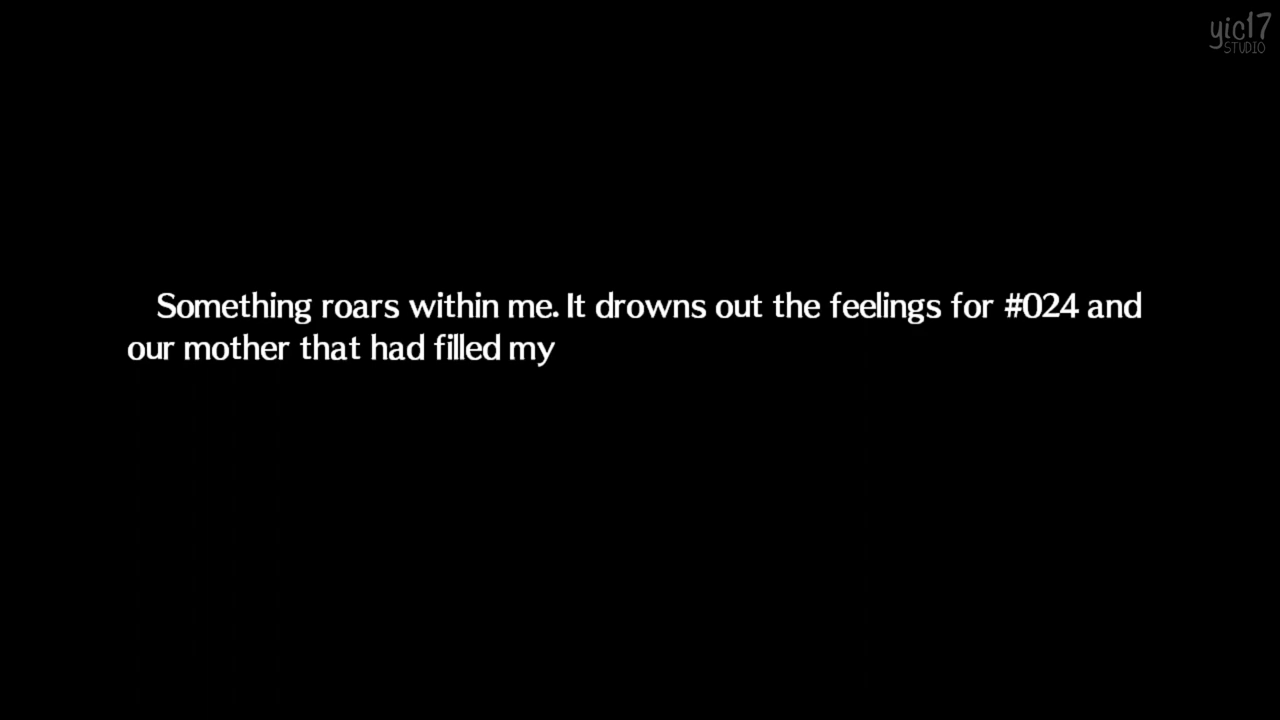 yic17
STUDIO
Something roars within me. It drowns out the feelings for #024 and
our mother that had filled my